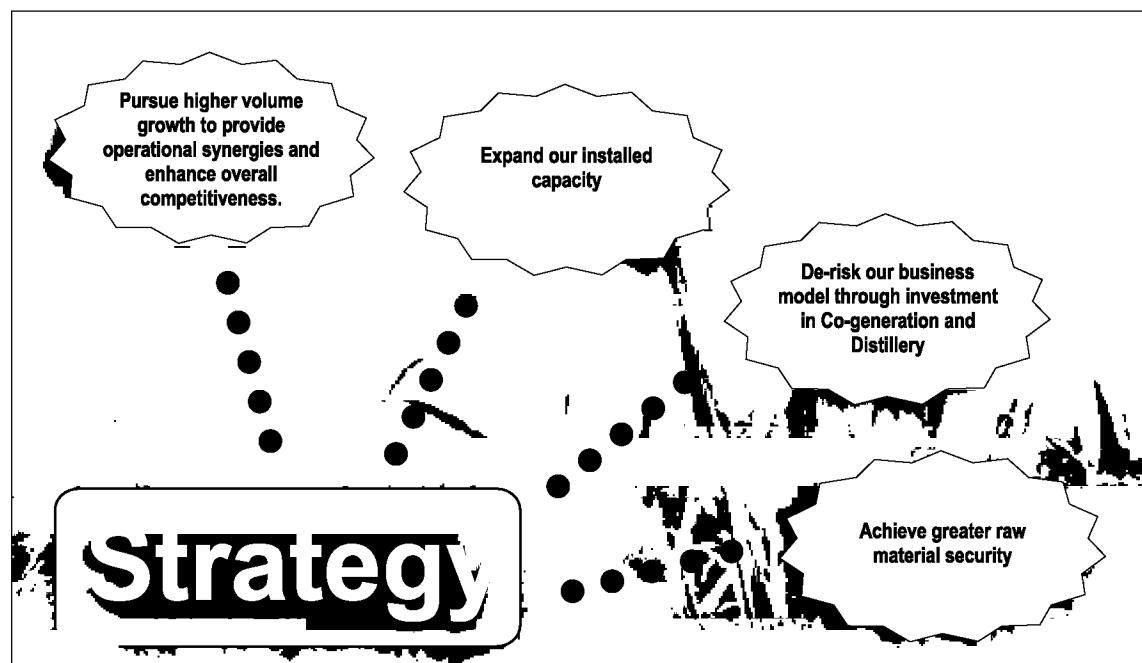 Pursue higher volume
growth to provide
operational synergies and
enhance overall
competitiveness.
Expand our installed
capacity
De-risk our business
model through investment
in Co-generation and
Distillery
Achieve greater raw
material security
Strategy